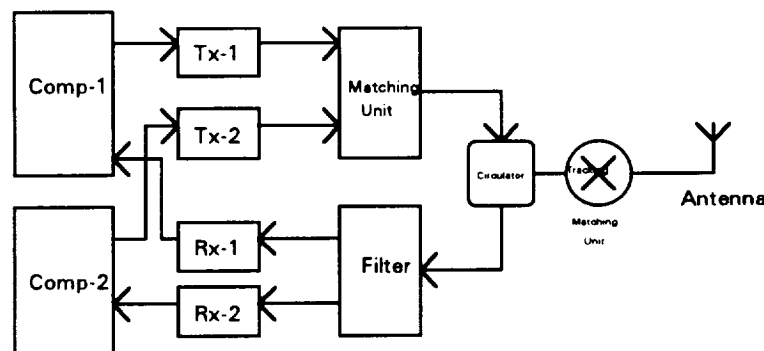 Tx-1
Comp-1
Matching
Unit
Tx-2
Circulator
Tracking
Antenna
Matching
Unit
Rx-1
Filter
Comp-2
Rx-2